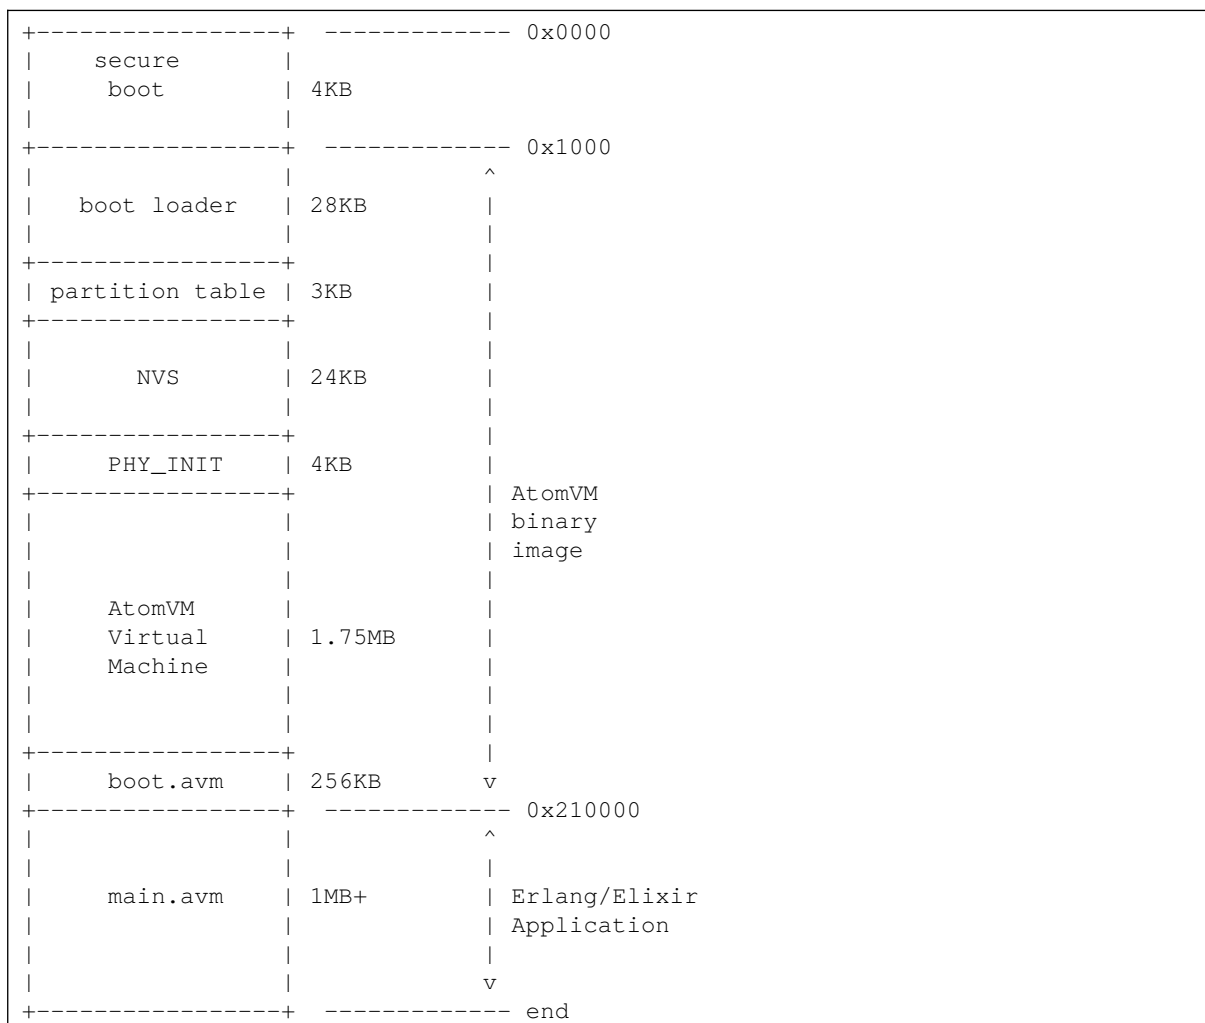 +-----------------+  ------------- 0x0000
|    secure       |
|     boot        | 4KB
|                 |
+-----------------+  ------------- 0x1000
|                 |             ^
|   boot loader   | 28KB        |
|                 |             |
+-----------------+             |
| partition table | 3KB         |
+-----------------+             |
|                 |             |
|       NVS       | 24KB        |
|                 |             |
+-----------------+             |
|     PHY_INIT    | 4KB         |
+-----------------+             | AtomVM
|                 |             | binary
|                 |             | image
|                 |             |
|     AtomVM      |             |
|     Virtual     | 1.75MB      |
|     Machine     |             |
|                 |             |
|                 |             |
+-----------------+             |
|     boot.avm    | 256KB       v
+-----------------+  ------------- 0x210000
|                 |             ^
|                 |             |
|     main.avm    | 1MB+        | Erlang/Elixir
|                 |             | Application
|                 |             |
|                 |             v
+-----------------+  ------------- end